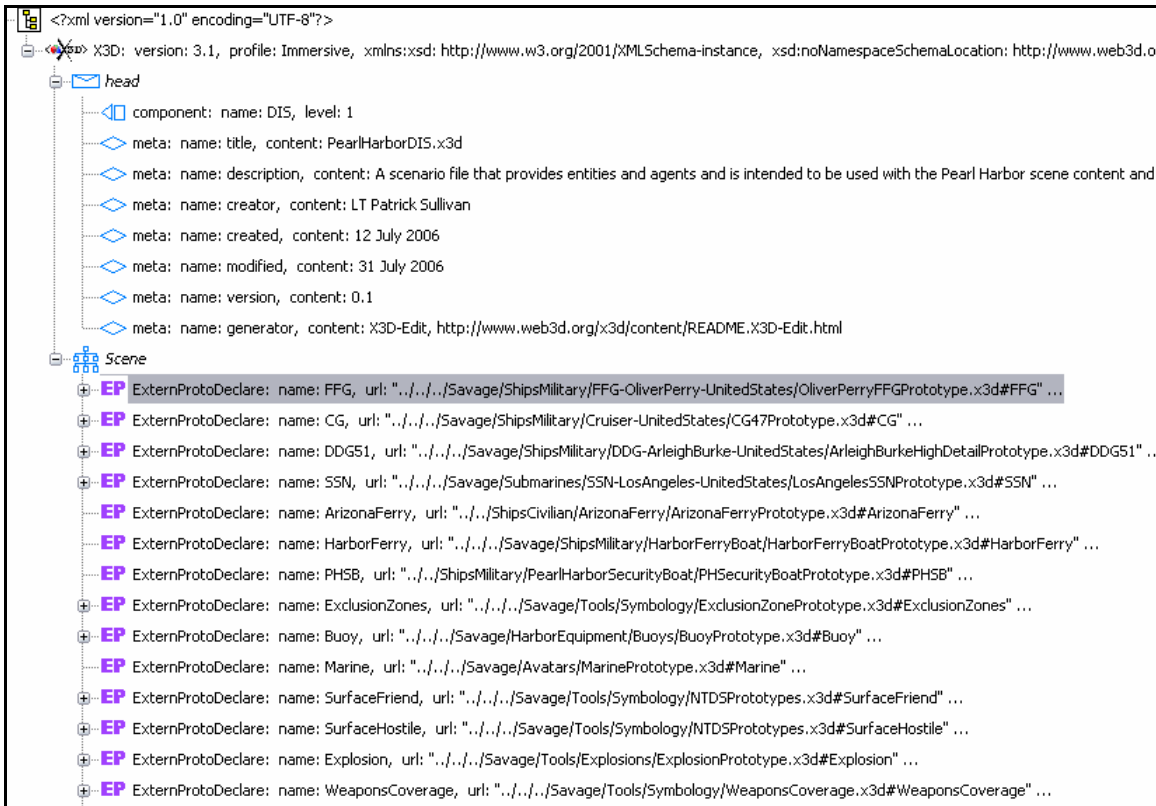 <?xml version="1.0" encoding="UTF-8"?>
X3D: version: 3.1, profile: Immersive, xmlns:xsd: http://www.w3.org/2001/XMLSchema-instance, xsd:noNamespaceSchemaLocation: http://www.web3d.o
head
component: name: DIS, level: 1
meta: name: title, content: PearlHarborDIS.x3d
meta: name: description, content: A scenario file that provides entities and agents and is intended to be used with the Pearl Harbor scene content and
meta: name: creator, content: LT Patrick Sullivan
meta: name: created, content: 12 July 2006
meta: name: modified, content: 31 July 2006
meta: name: version, content: 0.1
meta: name: generator, content: X3D-Edit, http://www.web3d.org/x3d/content/README.X3D-Edit.html
Scene
EP ExternProtoDeclare: name: FFG, url: "../../../Savage/ShipsMilitary/FFG-OliverPerry-UnitedStates/OliverPerryFFGPrototype.x3d#FFG" ...
EP ExternProtoDeclare: name: CG, url: "../../../Savage/ShipsMilitary/Cruiser-UnitedStates/CG47Prototype.x3d#CG" ...
EP ExternProtoDeclare: name: DDG51, url: "../../../Savage/ShipsMilitary/DDG-ArleighBurke-UnitedStates/ArleighBurkeHighDetailPrototype.x3d#DDG51" ..
EP ExternProtoDeclare: name: SSN, url: "../../../Savage/Submarines/SSN-LosAngeles-UnitedStates/LosAngelesSSNPrototype.x3d#SSN" ...
EP ExternProtoDeclare: name: ArizonaFerry, url: "../../ShipsCivilian/ArizonaFerry/ArizonaFerryPrototype.x3d#ArizonaFerry" ...
EP ExternProtoDeclare: name: HarborFerry, url: "../../../Savage/ShipsMilitary/HarborFerryBoat/HarborFerryBoatPrototype.x3d#HarborFerry" ...
EP ExternProtoDeclare: name: PHSB, url: "../../ShipsMilitary/PearlHarborSecurityBoat/PHSecurityBoatPrototype.x3d#PHSB" ...
EP ExternProtoDeclare: name: ExclusionZones, url: "../../../Savage/Tools/Symbology/ExclusionZonePrototype.x3d#ExclusionZones" ...
EP ExternProtoDeclare: name: Buoy, url: "../../../Savage/HarborEquipment/Buoys/BuoyPrototype.x3d#Buoy" ...
EP ExternProtoDeclare: name: Marine, url: "../../../Savage/Avatars/MarinePrototype.x3d#Marine" ...
EP ExternProtoDeclare: name: SurfaceFriend, url: "../../../Savage/Tools/Symbology/NTDSPrototypes.x3d#SurfaceFriend" ...
EP ExternProtoDeclare: name: SurfaceHostile, url: "../../../Savage/Tools/Symbology/NTDSPrototypes.x3d#SurfaceHostile" ...
EP ExternProtoDeclare: name: Explosion, url: "../../../Savage/Tools/Explosions/ExplosionPrototype.x3d#Explosion" ...
EP ExternProtoDeclare: name: WeaponsCoverage, url: "../../../Savage/Tools/Symbology/WeaponsCoverage.x3d#WeaponsCoverage" ...